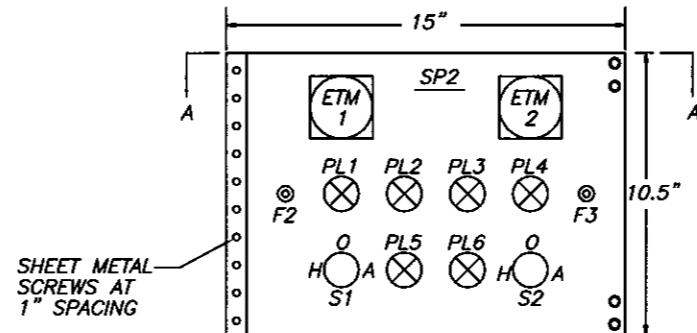 15"
SP2
A
A
ETM
1
ETM
2
PL1
PL2
PL3
PL4
10.5"
F2
F3
O
PL5
PL6
O
SHEET METAL
SCREWS AT
1" SPACING
H
A
H
A
S1
S2